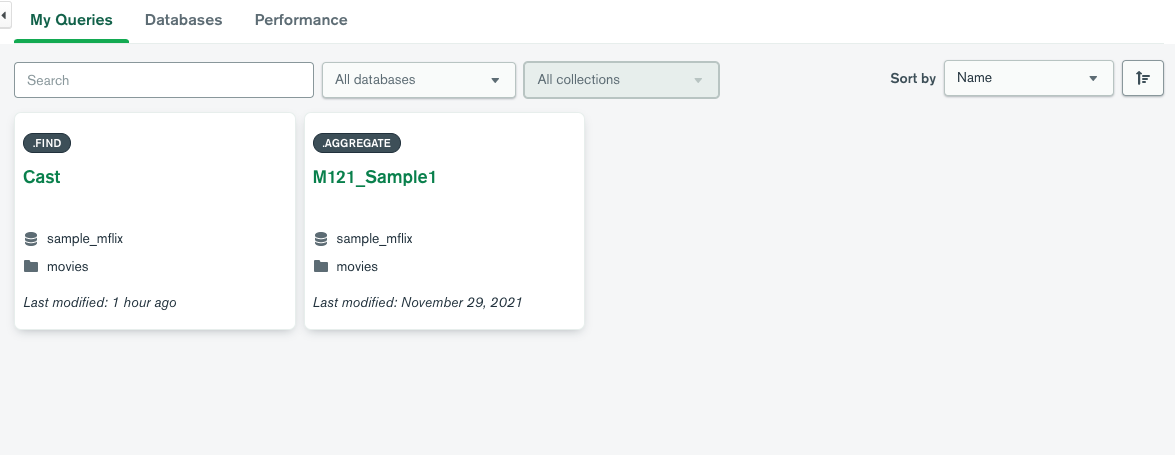 My Queries Databases Performance
Search All databases All collections Sort by Name
.FIND
Cast
sample_mflix
movies
Last modified: 1 hour ago
.AGGREGATE
M121_Sample1
sample_mflix
movies
Last modified: November 29, 2021